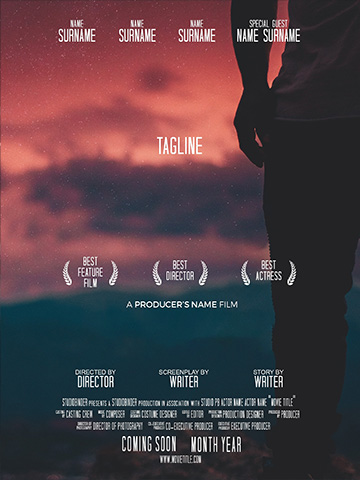 NAME NAME NAME SPECIAL GUEST
SURNAME SURNAME SURNAME NAME SURNAME
TAGLINE
BEST FEATURE FILM
BEST DIRECTOR
BEST ACTRESS
A PRODUCER'S NAME FILM
DIRECTED BY SCREENPLAY BY STORY BY
DIRECTOR WRITER WRITER
STUDIOBINDER PRESENTS A STUDIOBINDER PRODUCTION IN ASSOCIATION WITH STUDIO PB ACTOR NAME ACTOR NAME "MOVIE TITLE"
CASTING CREW COMPOSER COSTUME DESIGNER EDITOR PRODUCTION DESIGNER PRODUCER
DIRECTOR OF PHOTOGRAPHY CO-EXECUTIVE PRODUCER EXECUTIVE PRODUCER
COMING SOON MONTH YEAR
WWW.MOVIETITLE.COM